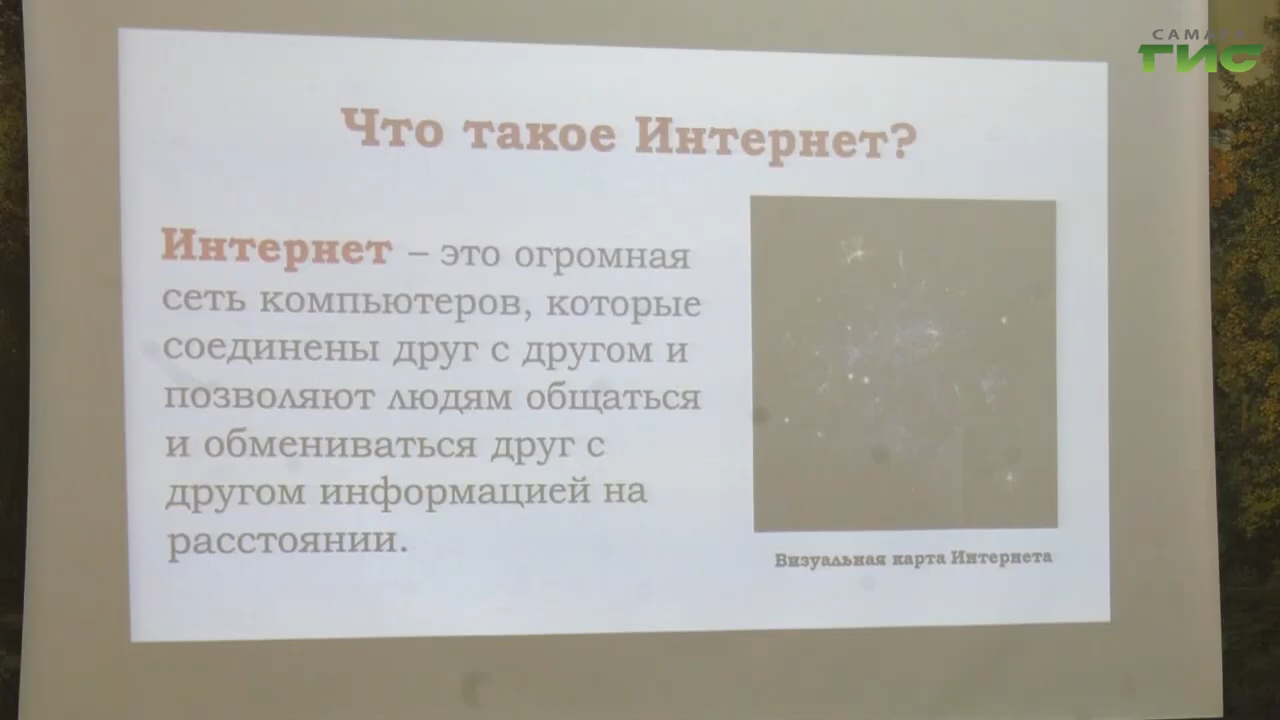 САМАРА
ГИС
Что такое Интернет?
Интернет – это огромная
сеть компьютеров, которые
соединены друг с другом и
позволяют людям общаться
и обмениваться друг с
другом информацией на
расстоянии.
Визуальная карта Интернета